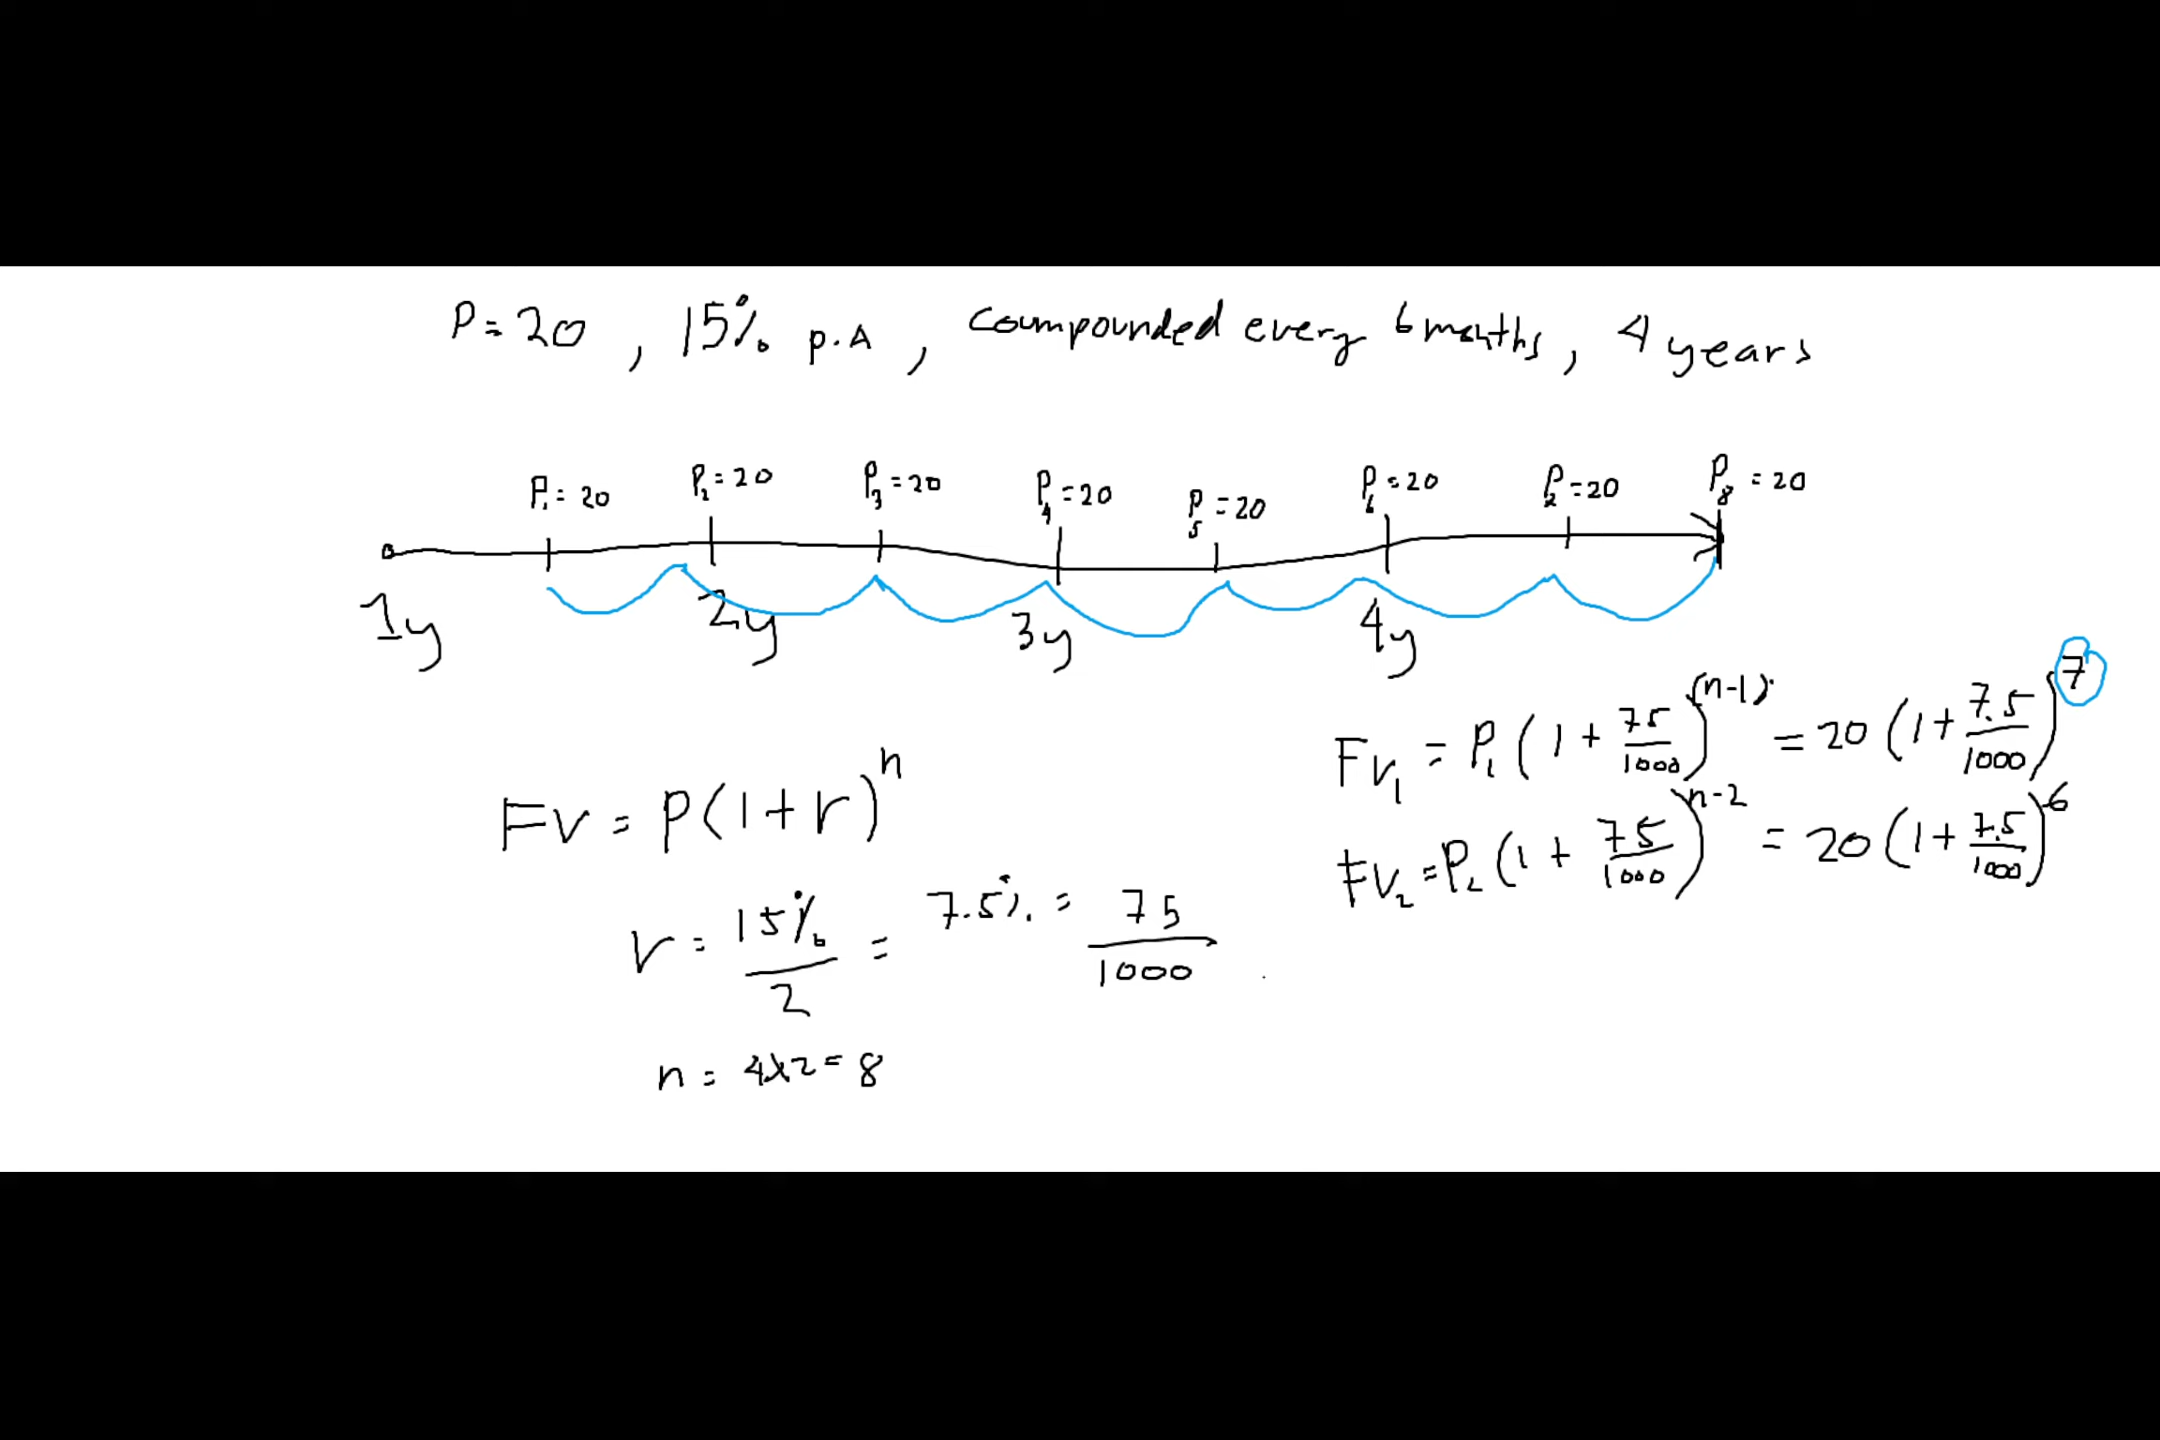 P = 20 , 15% p.A , coumpounded every 6 months, 4 years
P₁ = 20 P₂ = 20 P₃ = 20 P₄ = 20 P₅ = 20 P₆ = 20 P₂ = 20 P₈ = 20
1y 2y 3y 4y
FV₁ = P₁ (1 + 75/1000)^(n-1) = 20 (1 + 7.5/1000)^7
FV = P(1+r)^n
FV₂ = P₂ (1 + 75/1000)^n-2 = 20 (1 + 7.5/1000)^6
r = 15%/2 = 7.5% = 75/1000
n = 4x2 = 8